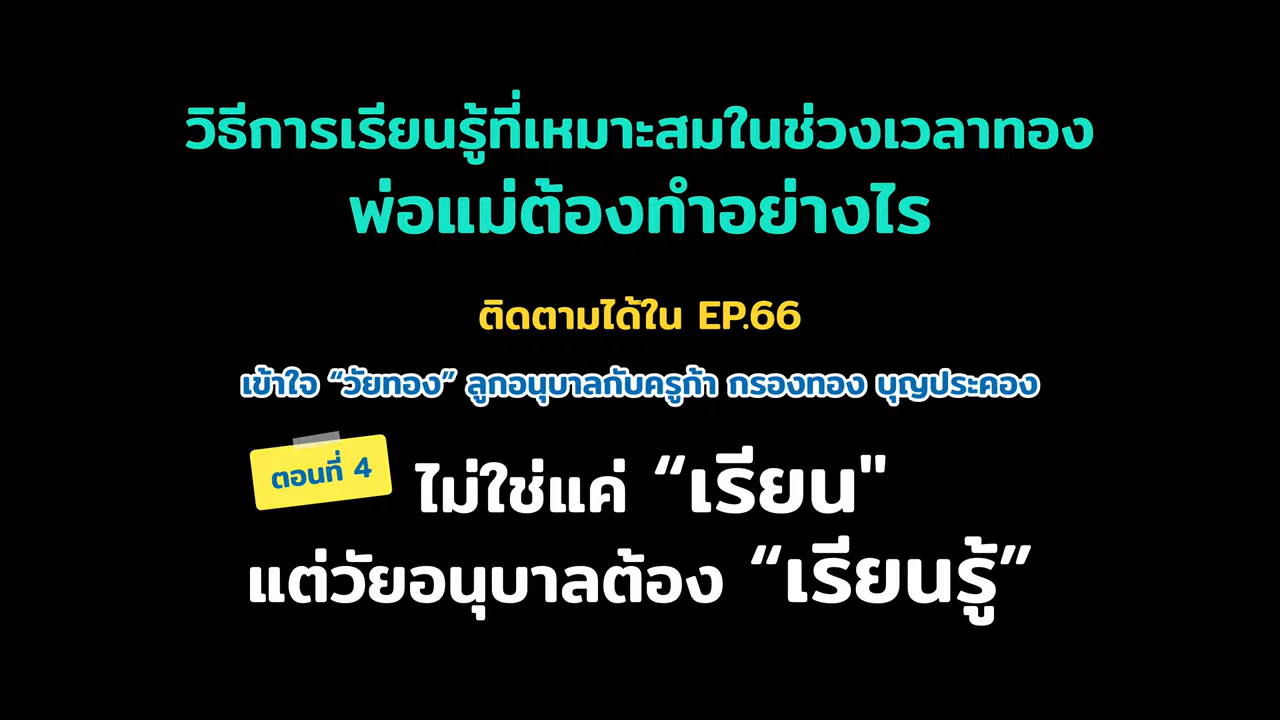 วิธีการเรียนรู้ที่เหมาะสมในช่วงเวลาทอง
พ่อแม่ต้องทำอย่างไร
ติดตามได้ใน EP.66
เข้าใจ “วัยทอง” ลูกอนุบาลกับครูก้า กรองทอง บุญประคอง
ตอนที่ 4
ไม่ใช่แค่ “เรียน"
แต่วัยอนุบาลต้อง “เรียนรู้”